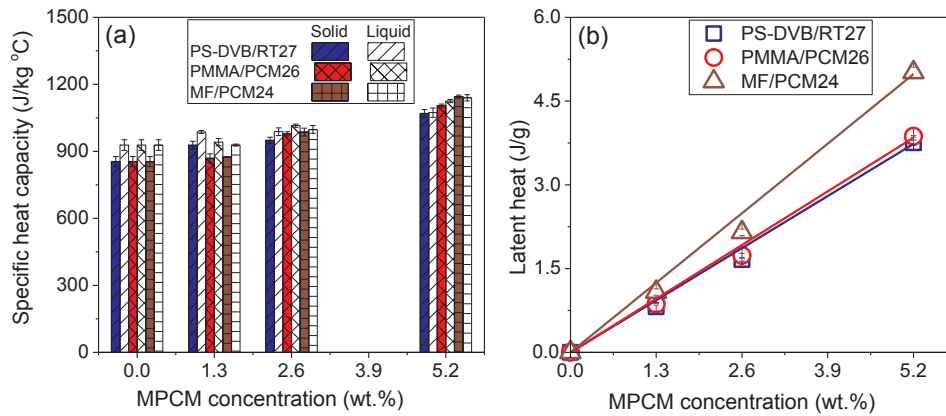 (a)
Solid Liquid
PS-DVB/RT27
PMMA/PCM26
MF/PCM24
1500
1200
900
600
300
0
Specific heat capacity (J/kg °C)
0.0 1.3 2.6 3.9 5.2
MPCM concentration (wt.%)
(b)
PS-DVB/RT27
PMMA/PCM26
MF/PCM24
6.0
4.5
3.0
1.5
0.0
Latent heat (J/g)
0.0 1.3 2.6 3.9 5.2
MPCM concentration (wt.%)